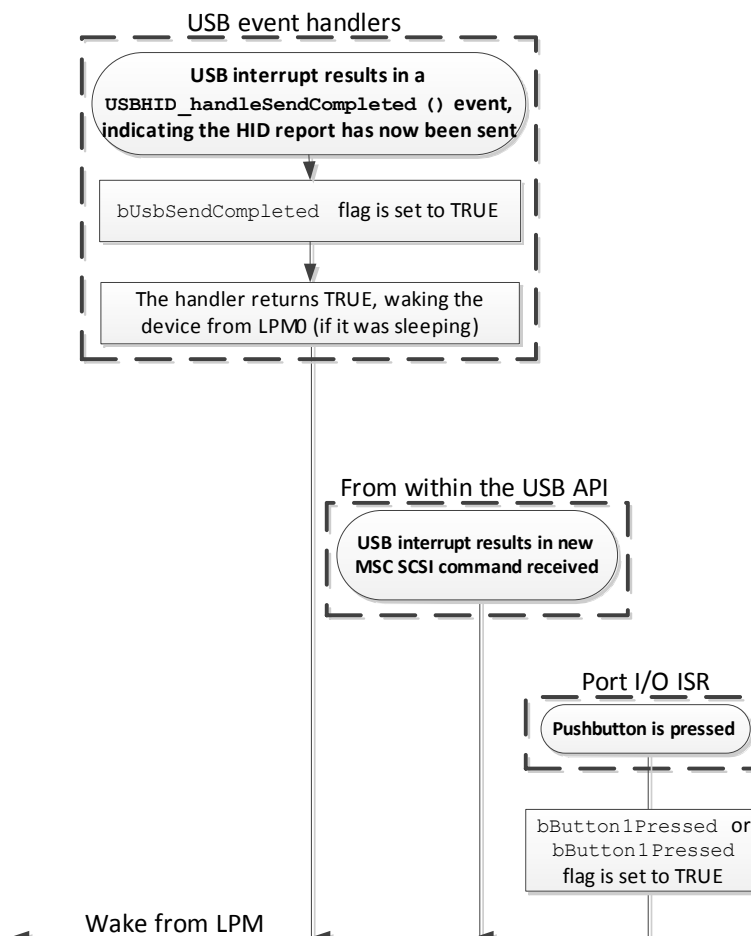 USB event handlers
USB interrupt results in a
USBHID_handleSendCompleted () event,
indicating the HID report has now been sent
bUsbSendCompleted flag is set to TRUE
The handler returns TRUE, waking the
device from LPM0 (if it was sleeping)
From within the USB API
USB interrupt results in new
MSC SCSI command received
Port I/O ISR
Pushbutton is pressed
bButton1Pressed or
bButton1Pressed
flag is set to TRUE
Wake from LPM